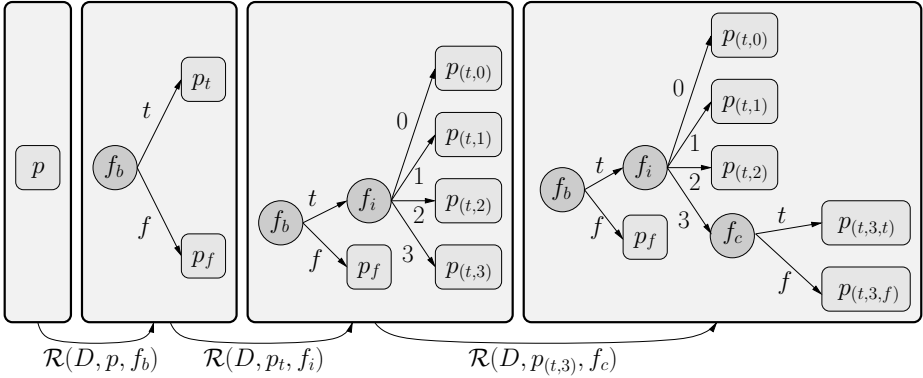 p
f_b
t
f
p_t
p_f
f_b
t
f
f_i
p_f
0
1
2
3
p_{(t,0)}
p_{(t,1)}
p_{(t,2)}
p_{(t,3)}
f_b
t
f
f_i
p_f
0
1
2
3
p_{(t,0)}
p_{(t,1)}
p_{(t,2)}
f_c
t
f
p_{(t,3,t)}
p_{(t,3,f)}
ℛ(D, p, f_b)
ℛ(D, p_t, f_i)
ℛ(D, p_{(t,3)}, f_c)